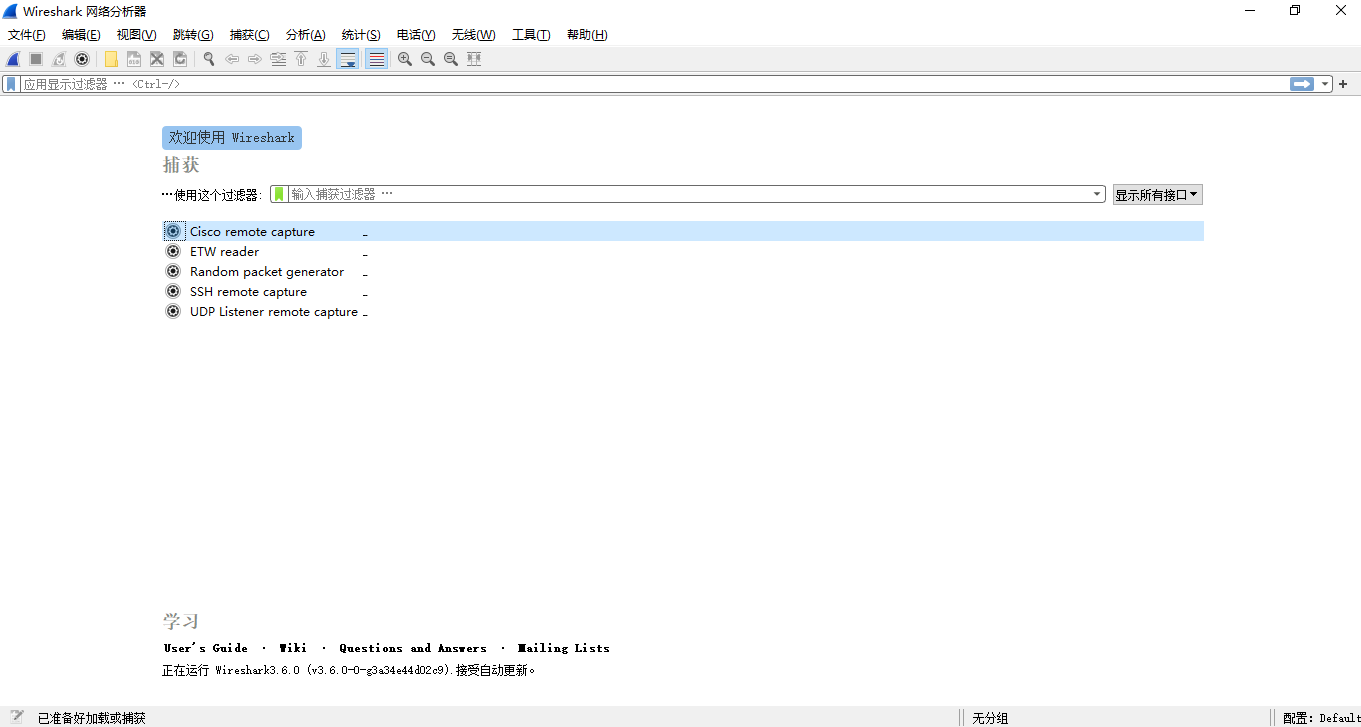 Wireshark 网络分析器
文件(F) 编辑(E) 视图(V) 跳转(G) 捕获(C) 分析(A) 统计(S) 电话(Y) 无线(W) 工具(T) 帮助(H)
应用显示过滤器 … <Ctrl-/>
欢迎使用 Wireshark
捕获
…使用这个过滤器: 输入捕获过滤器 … 显示所有接口
Cisco remote capture _
ETW reader _
Random packet generator _
SSH remote capture _
UDP Listener remote capture _
学习
User's Guide · Wiki · Questions and Answers · Mailing Lists
正在运行 Wireshark3.6.0 (v3.6.0-0-g3a34e44d02c9).接受自动更新。
已准备好加载或捕获 无分组 配置: Default